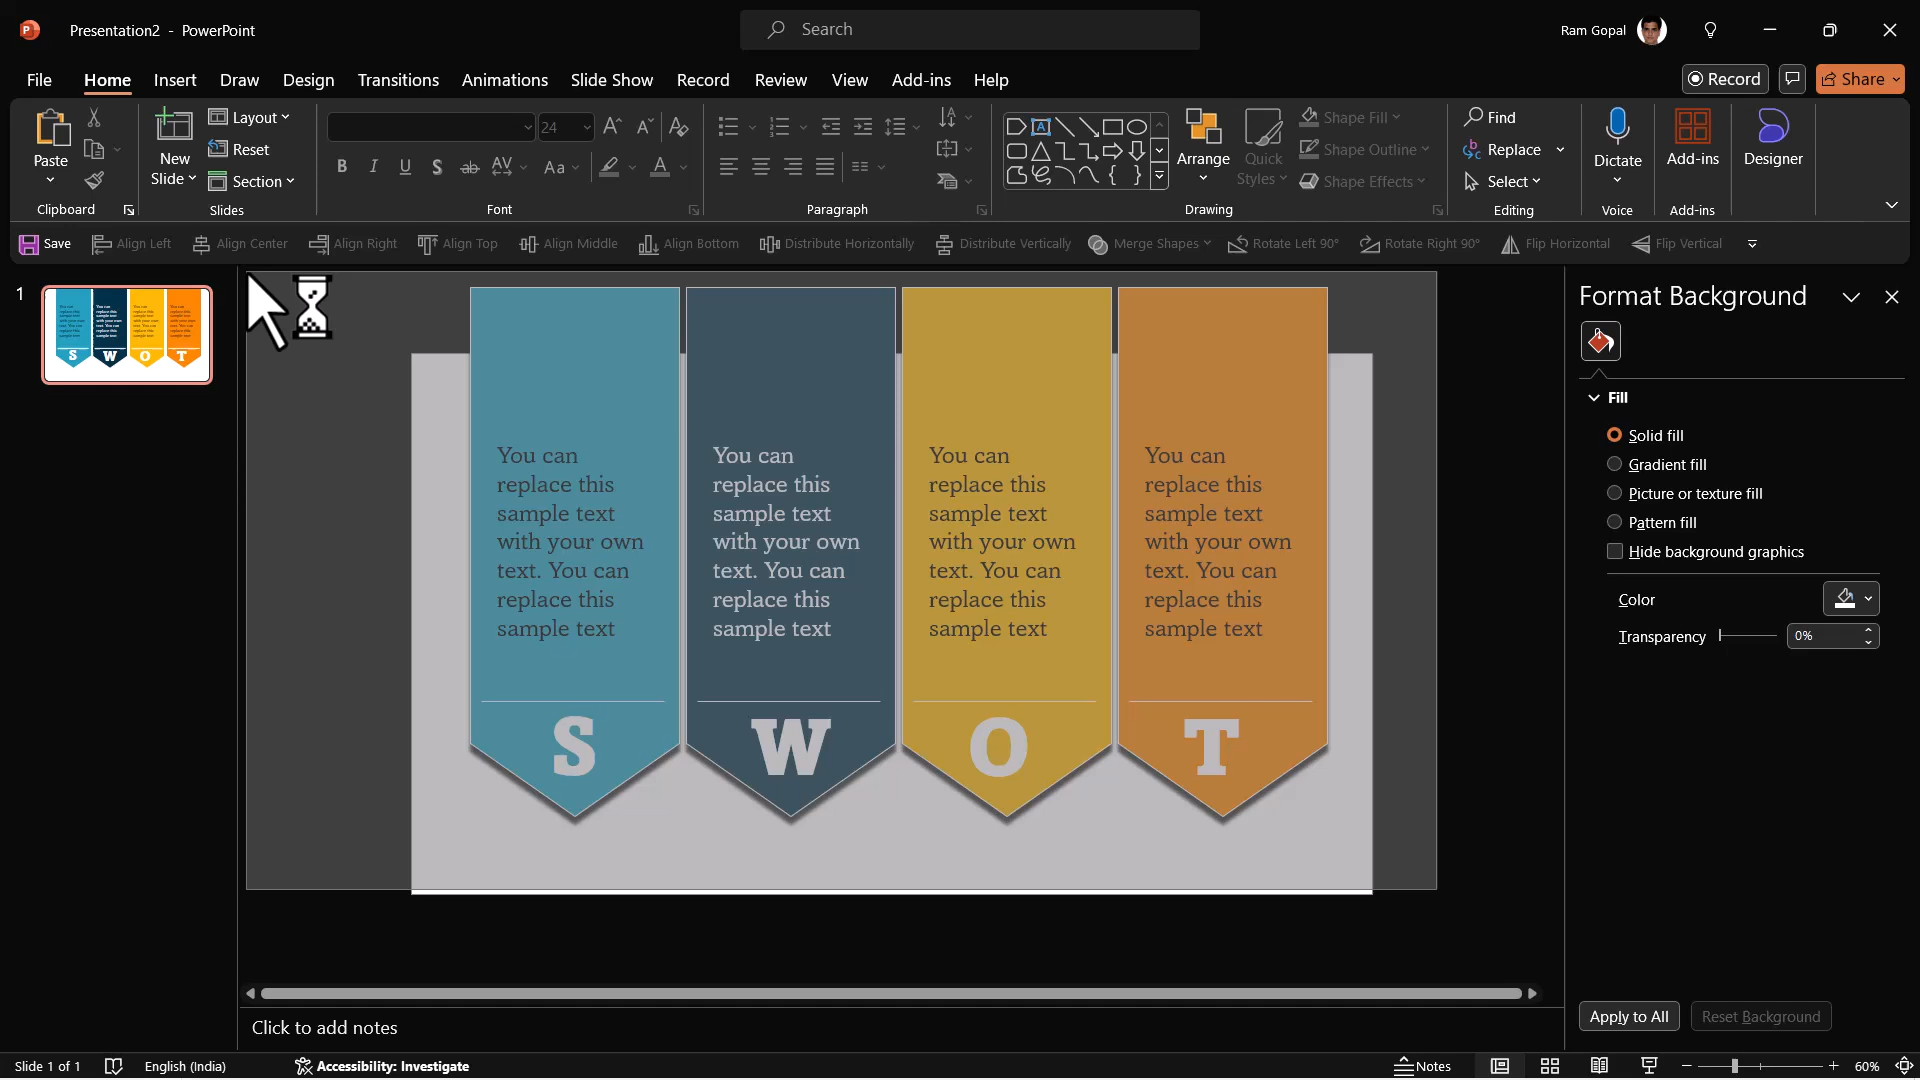 Presentation2 - PowerPoint
Search
Ram Gopal
File Home Insert Draw Design Transitions Animations Slide Show Record Review View Add-ins Help
Record
Share
Paste
Clipboard
New Slide
Layout
Reset
Section
Slides
24
B I U S ab AV Aa A
Font
Paragraph
Arrange
Quick Styles
Shape Fill
Shape Outline
Shape Effects
Drawing
Find
Replace
Select
Editing
Dictate
Voice
Add-ins
Add-ins
Designer
Save Align Left Align Center Align Right Align Top Align Middle Align Bottom Distribute Horizontally Distribute Vertically Merge Shapes Rotate Left 90° Rotate Right 90° Flip Horizontal Flip Vertical
1
You can
replace this
sample text
with your own
text. You can
replace this
sample text
S
You can
replace this
sample text
with your own
text. You can
replace this
sample text
W
You can
replace this
sample text
with your own
text. You can
replace this
sample text
O
You can
replace this
sample text
with your own
text. You can
replace this
sample text
T
Format Background
Fill
Solid fill
Gradient fill
Picture or texture fill
Pattern fill
Hide background graphics
Color
Transparency 0%
Apply to All Reset Background
Click to add notes
Slide 1 of 1 English (India) Accessibility: Investigate Notes 60%